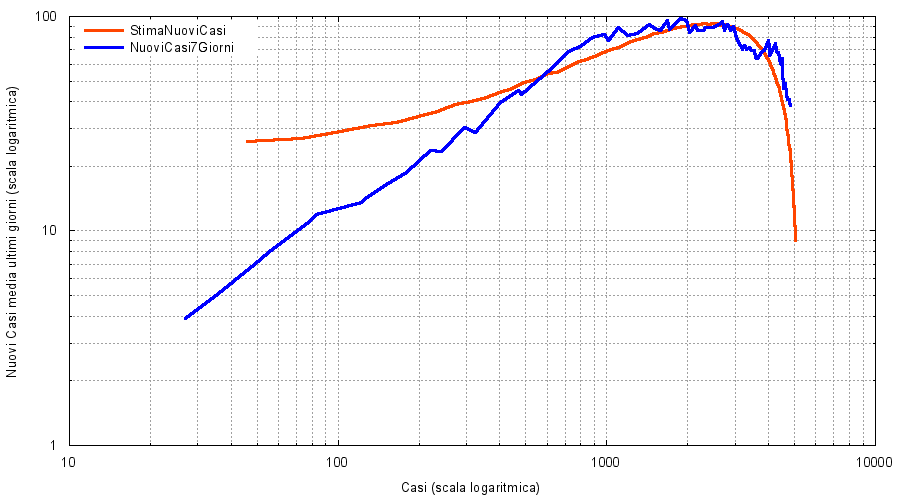 100
StimaNuoviCasi
NuoviCasi7Giorni
10
1
Nuovi Casi media ultimi giorni (scala logaritmica)
10 100 1000 10000
Casi (scala logaritmica)